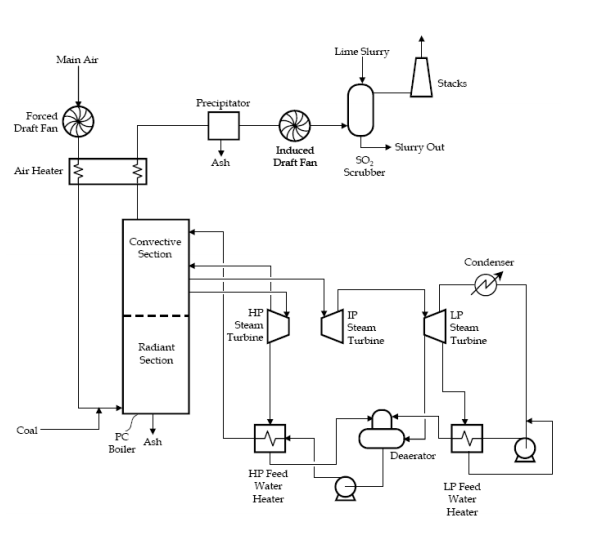 Lime Slurry
Main Air
Stacks
Precipitator
Forced
Draft Fan
Induced
Draft Fan
Slurry Out
Ash
SO2
Scrubber
Air Heater
Convective
Section
Condenser
HP
Steam
Turbine
IP
Steam
Turbine
LP
Steam
Turbine
Radiant
Section
Coal
PC
Boiler
Ash
Deaerator
HP Feed
Water
Heater
LP Feed
Water
Heater